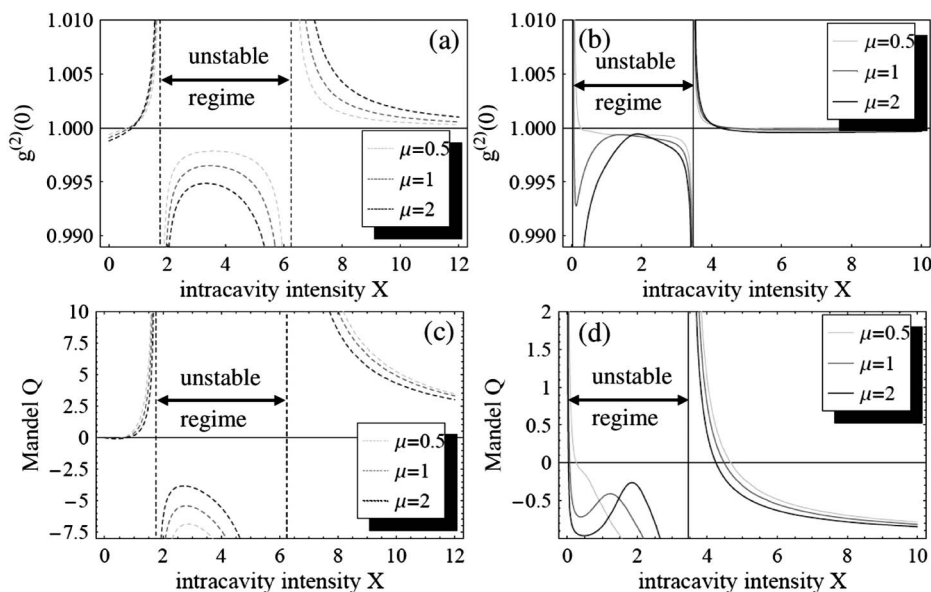 1.010
1.005
1.000
0.995
0.990
g(2)(0)
(a)
unstable
regime
μ=0.5
μ=1
μ=2
0 2 4 6 8 10 12
intracavity intensity X
1.010
1.005
1.000
0.995
0.990
g(2)(0)
(b)
unstable
regime
μ=0.5
μ=1
μ=2
0 2 4 6 8 10
intracavity intensity X
10
7.5
5
2.5
0
-2.5
-5
-7.5
Mandel Q
(c)
unstable
regime
μ=0.5
μ=1
μ=2
0 2 4 6 8 10 12
intracavity intensity X
2
1.5
1
0.5
0
-0.5
Mandel Q
(d)
unstable
regime
μ=0.5
μ=1
μ=2
0 2 4 6 8 10
intracavity intensity X